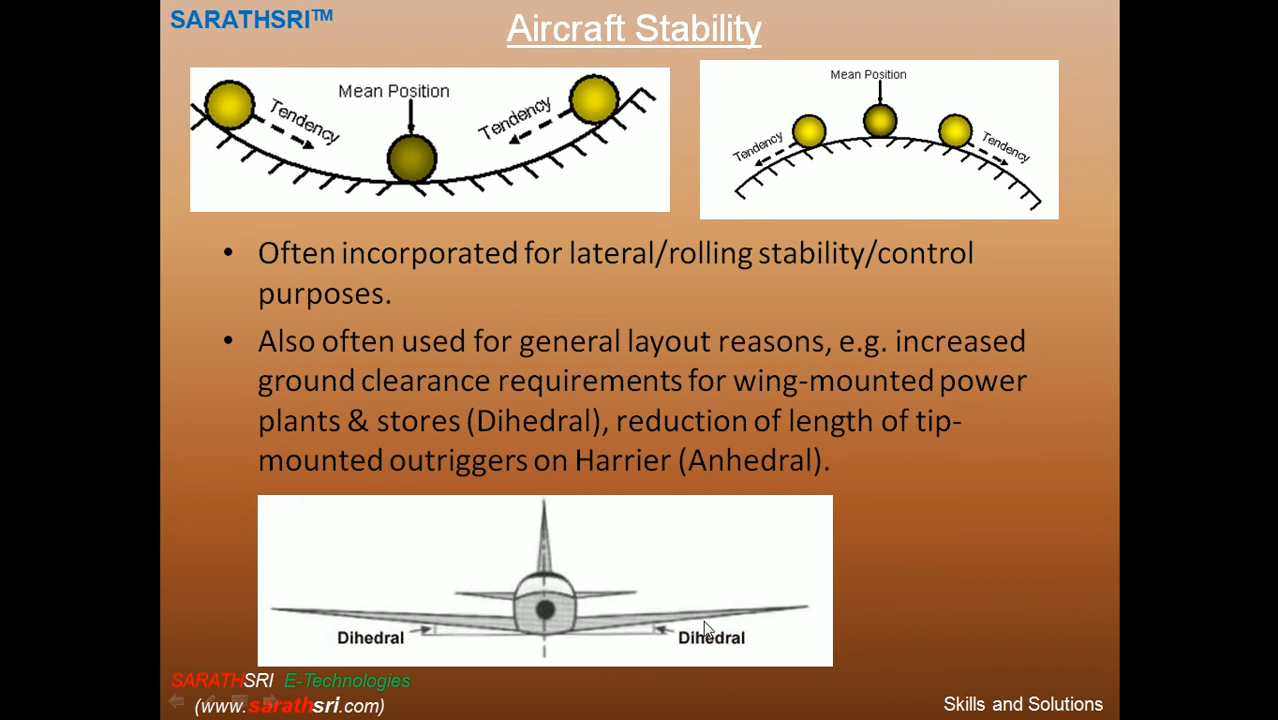 SARATHSRI™
Aircraft Stability
Mean Position
Tendency
Tendency
Mean Position
Tendency
Tendency
• Often incorporated for lateral/rolling stability/control
purposes.
• Also often used for general layout reasons, e.g. increased
ground clearance requirements for wing-mounted power
plants & stores (Dihedral), reduction of length of tip-
mounted outriggers on Harrier (Anhedral).
Dihedral
Dihedral
SARATHSRI E-Technologies
(www.sarathsri.com)
Skills and Solutions